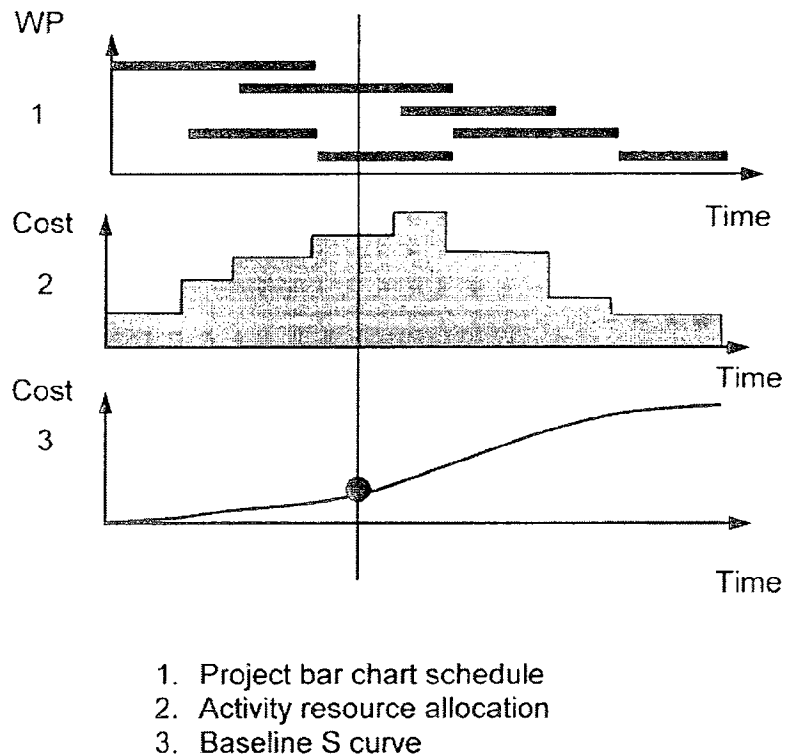 WP
1
Time
Cost
2
Time
Cost
3
Time
1. Project bar chart schedule
2. Activity resource allocation
3. Baseline S curve